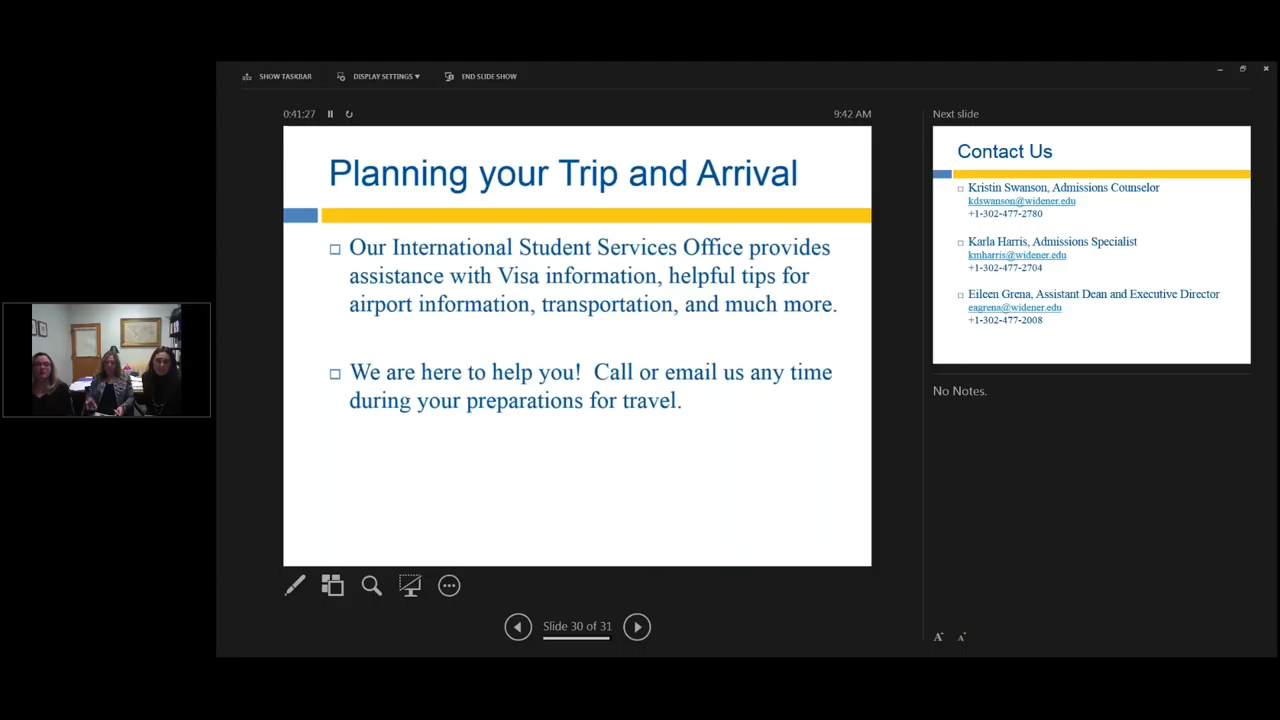 SHOW TASKBAR DISPLAY SETTINGS ▾ END SLIDE SHOW
0:41:27
9:42 AM
Planning your Trip and Arrival
Our International Student Services Office provides
assistance with Visa information, helpful tips for
airport information, transportation, and much more.
We are here to help you!  Call or email us any time
during your preparations for travel.
Slide 30 of 31
Next slide
Contact Us
Kristin Swanson, Admissions Counselor
kdswanson@widener.edu
+1-302-477-2780
Karla Harris, Admissions Specialist
kmharris@widener.edu
+1-302-477-2704
Eileen Grena, Assistant Dean and Executive Director
eagrena@widener.edu
+1-302-477-2008
No Notes.
A A